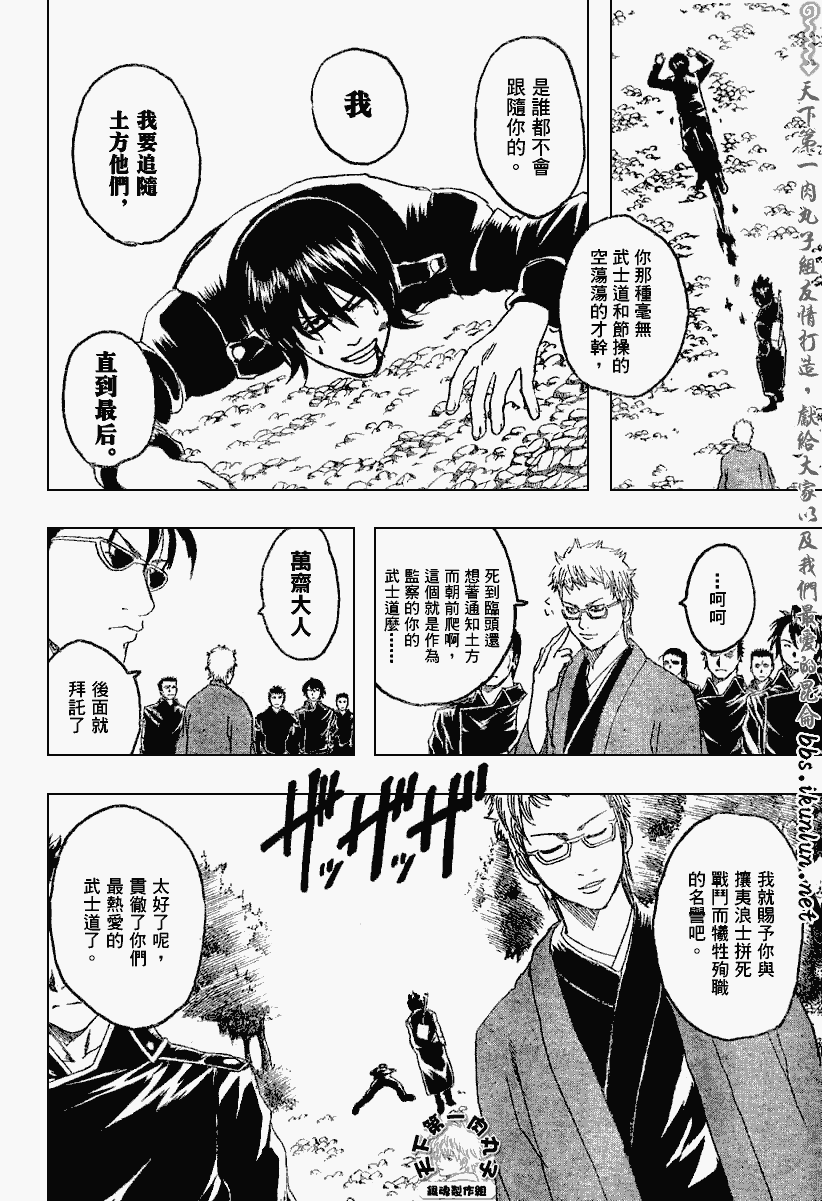 你那種毫無
武士道和節操的
空蕩蕩的才幹，
是誰都不會
跟隨你的。
我
我要追隨
土方他們，
直到最后。
…呵呵
死到臨頭還
想著通知土方
而朝前爬啊，
這個就是作為
監察的你的
武士道麼……
萬齋大人
後面就
拜託了
我就賜予你與
攘夷浪士拼死
戰鬥而犧牲殉職
的名譽吧。
ザッザッザッ
太好了呢，
貫徹了你們
最熱愛的
武士道了。
天下第一肉丸子組友情打造，獻給大家以及我們最愛的昆侖 bbs.ikunlun.net
天下第一肉丸子
銀魂製作組